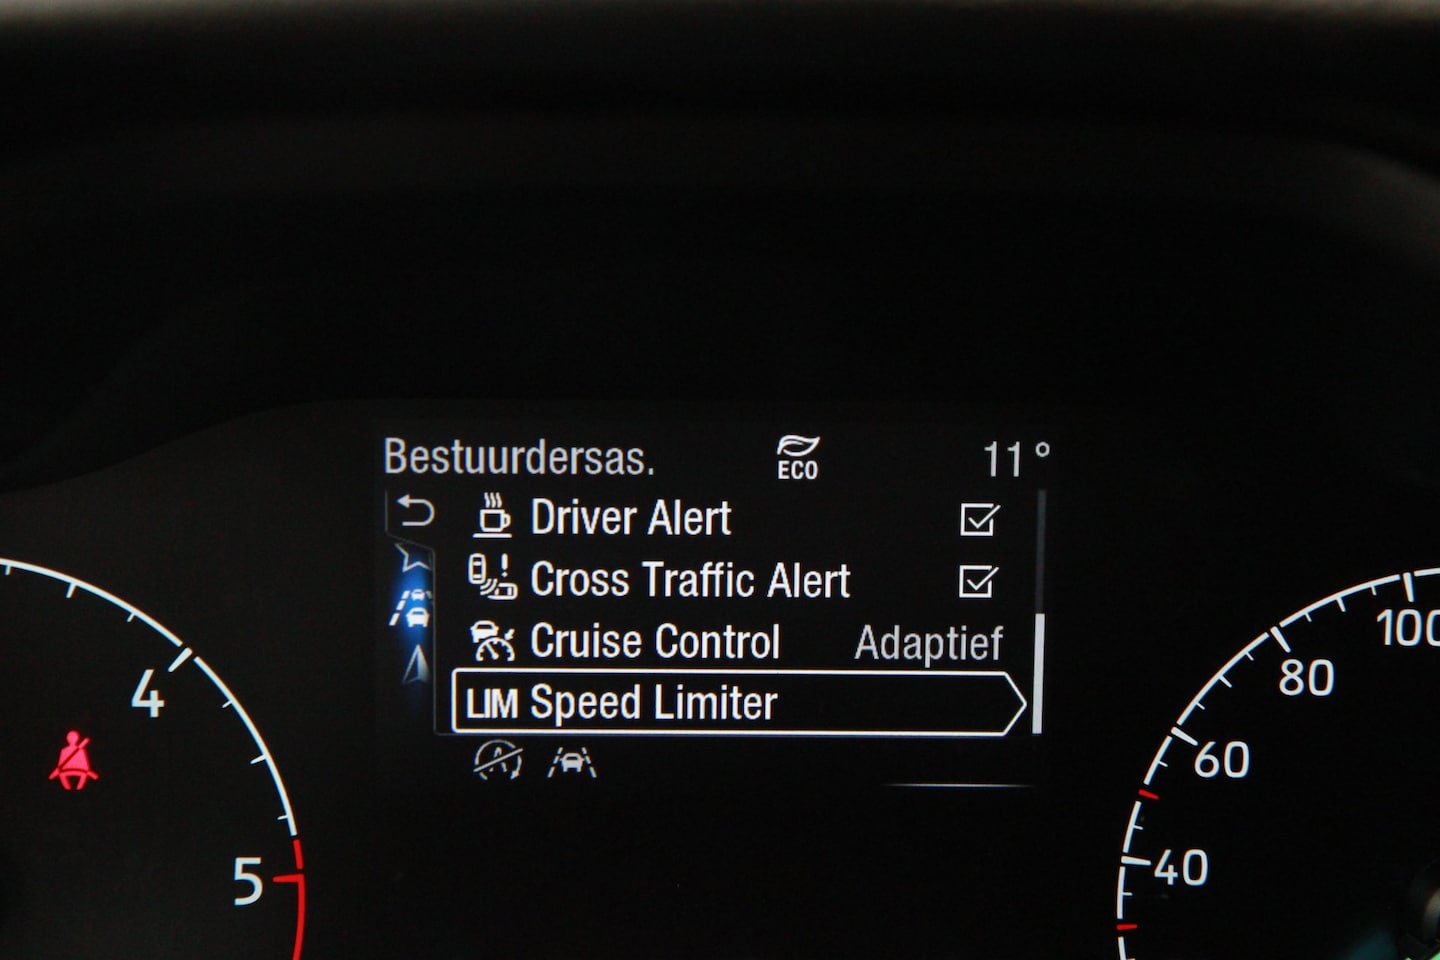 Bestuurdersas. ECO 11°
Driver Alert
Cross Traffic Alert
Cruise Control Adaptief
LIM Speed Limiter
4
5
100
80
60
40